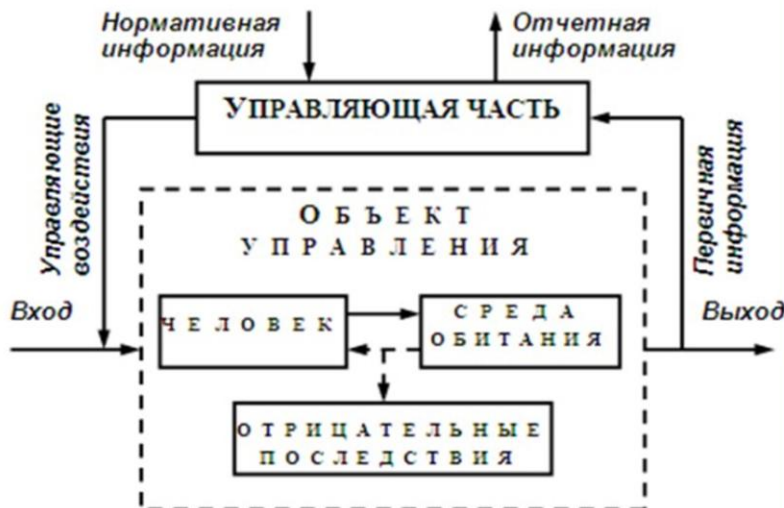 Нормативная
информация
Отчетная
информация
УПРАВЛЯЮЩАЯ ЧАСТЬ
Управляющие
воздействия
Первичная
информация
ОБЪЕКТ
УПРАВЛЕНИЯ
Вход
ЧЕЛОВЕК
СРЕДА
ОБИТАНИЯ
Выход
ОТРИЦАТЕЛЬНЫЕ
ПОСЛЕДСТВИЯ